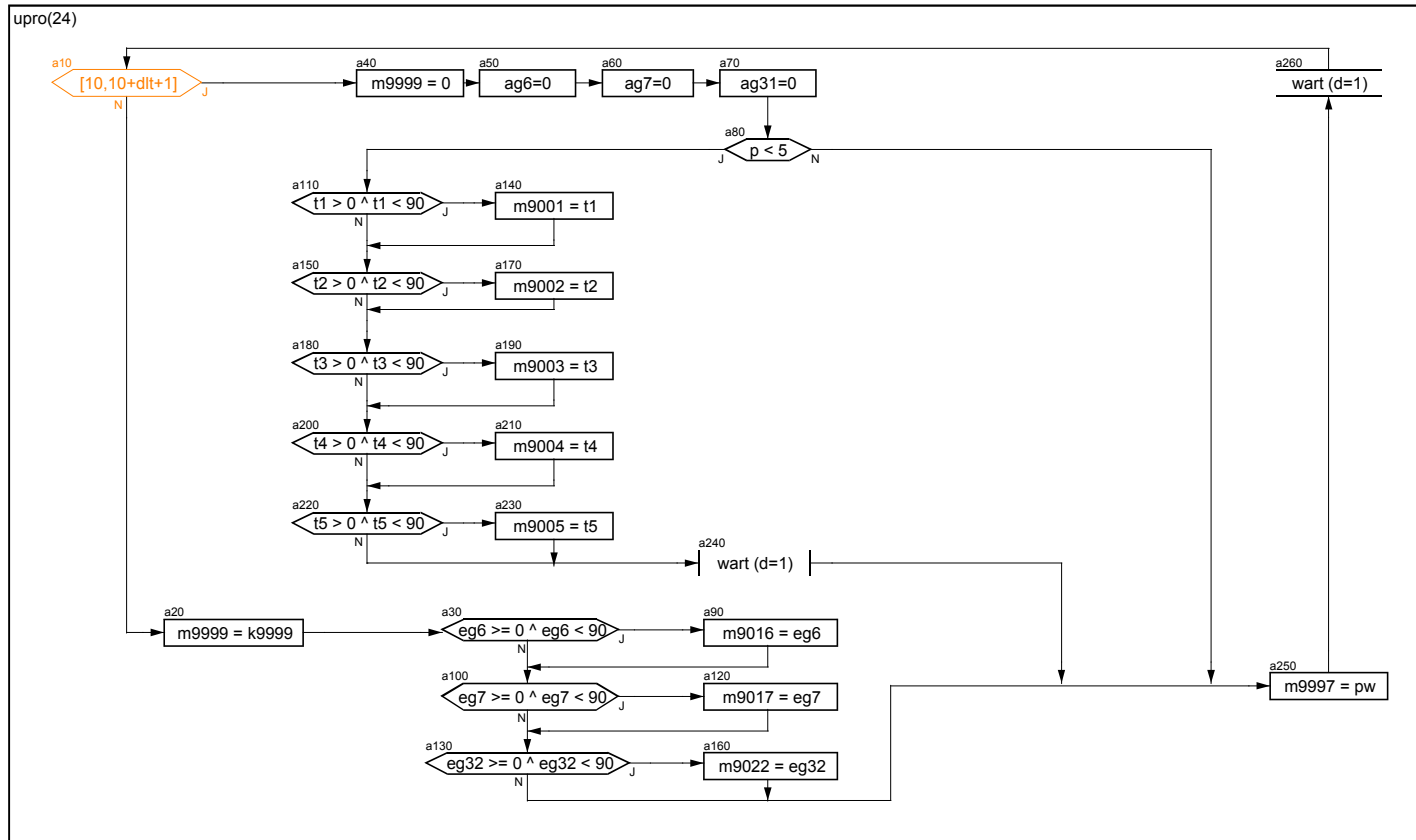 upro(24)
a10
[10,10+dlt+1]
J
N
a40
m9999 = 0
a50
ag6=0
a60
ag7=0
a70
ag31=0
a260
wart (d=1)
a80
p < 5
J
N
a110
t1 > 0 ^ t1 < 90
J
N
a140
m9001 = t1
a150
t2 > 0 ^ t2 < 90
J
N
a170
m9002 = t2
a180
t3 > 0 ^ t3 < 90
J
N
a190
m9003 = t3
a200
t4 > 0 ^ t4 < 90
J
N
a210
m9004 = t4
a220
t5 > 0 ^ t5 < 90
J
N
a230
m9005 = t5
a240
wart (d=1)
a20
m9999 = k9999
a30
eg6 >= 0 ^ eg6 < 90
J
N
a90
m9016 = eg6
a100
eg7 >= 0 ^ eg7 < 90
J
N
a120
m9017 = eg7
a250
m9997 = pw
a130
eg32 >= 0 ^ eg32 < 90
J
N
a160
m9022 = eg32